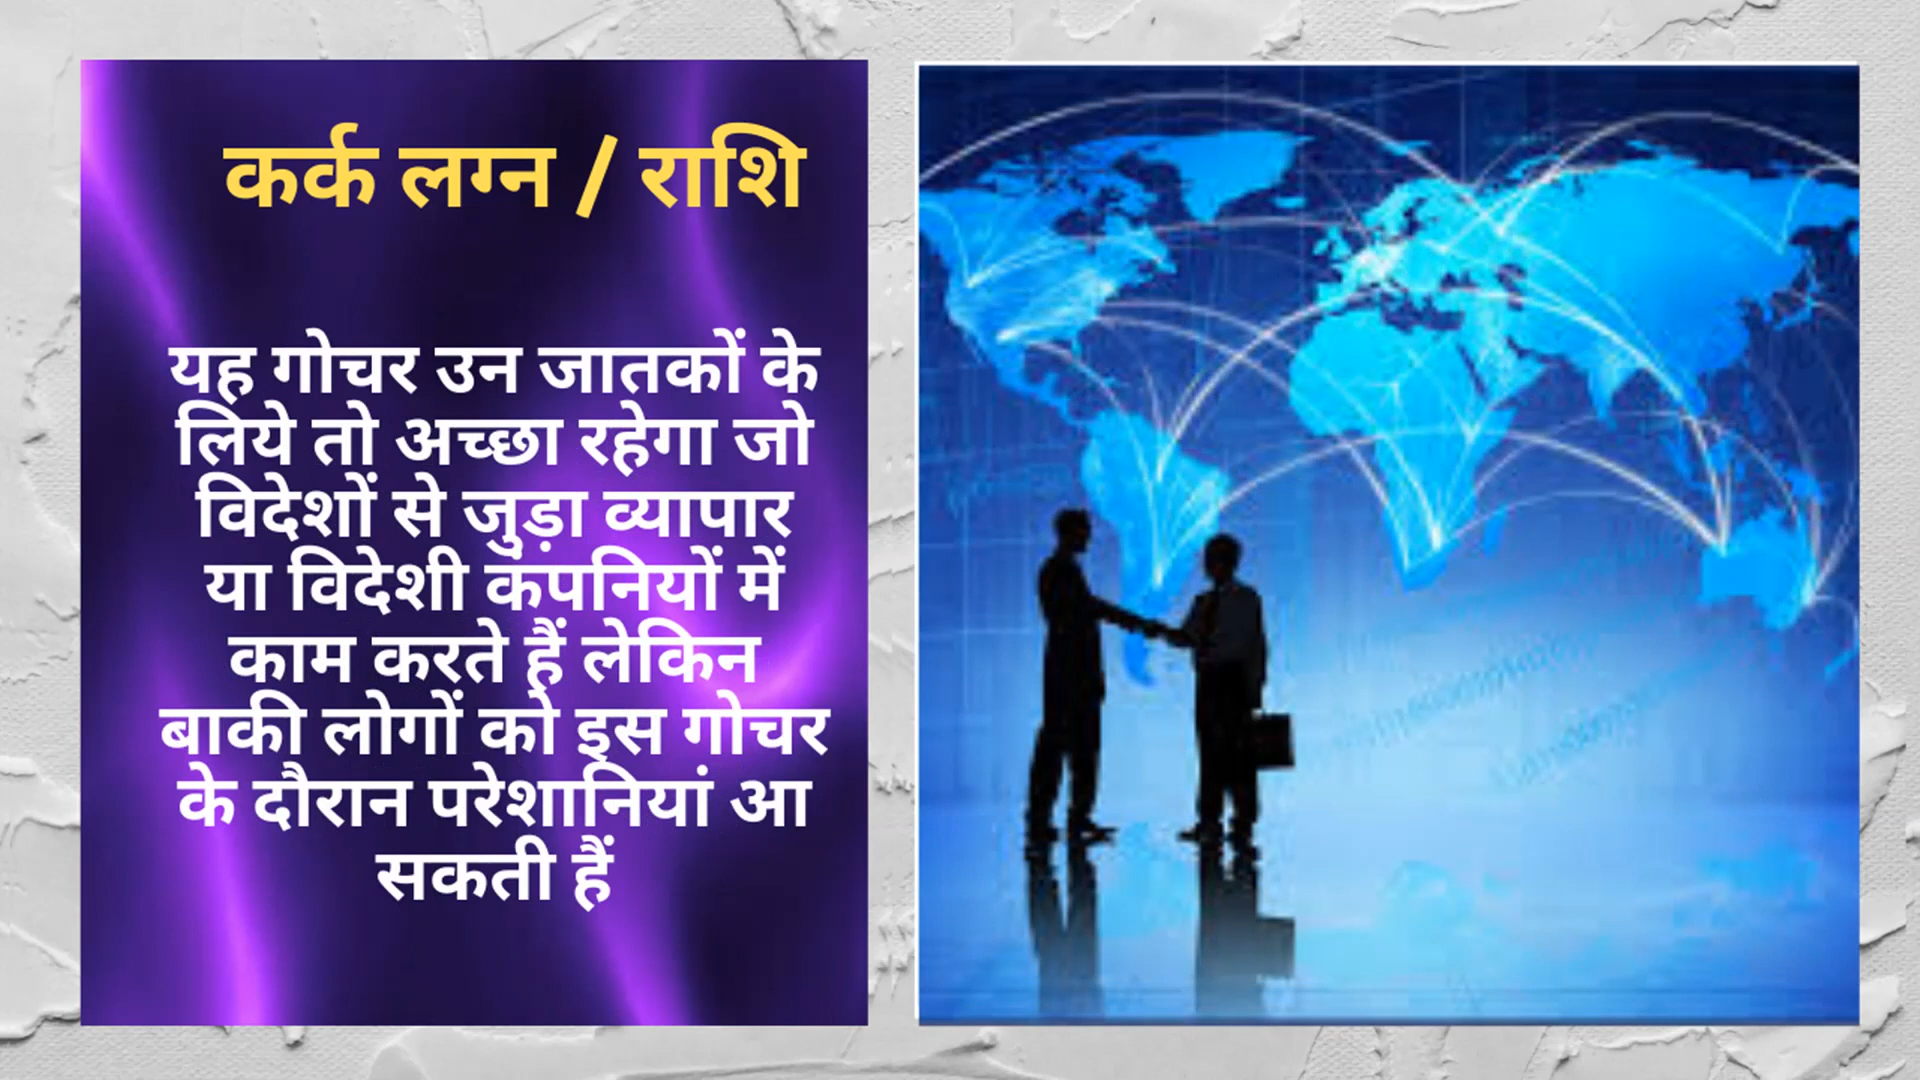 कर्क लग्न / राशि
यह गोचर उन जातकों के
लिये तो अच्छा रहेगा जो
विदेशों से जुड़ा व्यापार
या विदेशी कंपनियों में
काम करते हैं लेकिन
बाकी लोगों को इस गोचर
के दौरान परेशानियां आ
सकती हैं